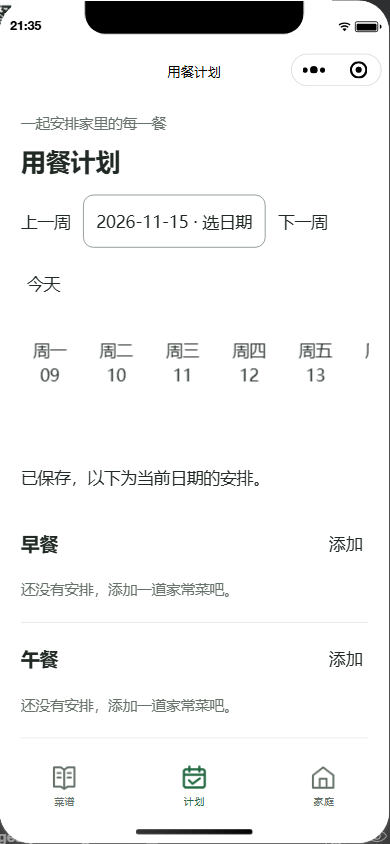 21:35
用餐计划
一起安排家里的每一餐
用餐计划
上一周 2026-11-15 · 选日期 下一周
今天
周一 周二 周三 周四 周五
09 10 11 12 13
已保存，以下为当前日期的安排。
早餐 添加
还没有安排，添加一道家常菜吧。
午餐 添加
还没有安排，添加一道家常菜吧。
菜谱 计划 家庭